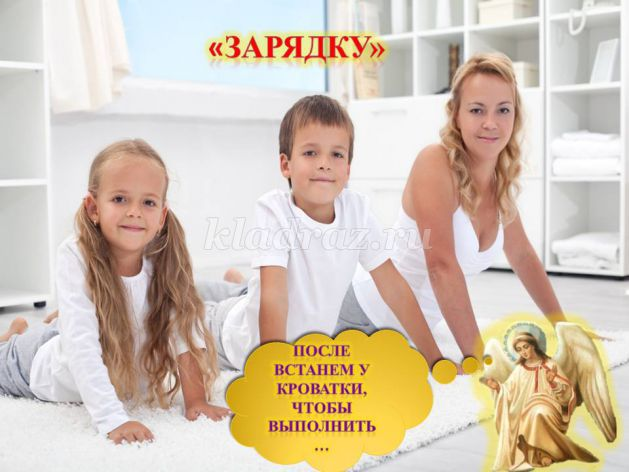 «ЗАРЯДКУ»
kladraz.ru
ПОСЛЕ
ВСТАНЕМ У
КРОВАТКИ,
ЧТОБЫ
ВЫПОЛНИТЬ
...